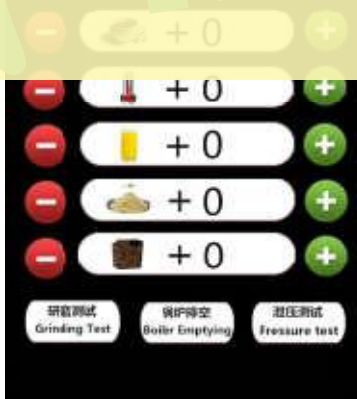 + 0
+ 0
+ 0
+ 0
+ 0
研磨测试
Grinding Test
锅炉排空
Boiler Emptying
泄压测试
Fressure test